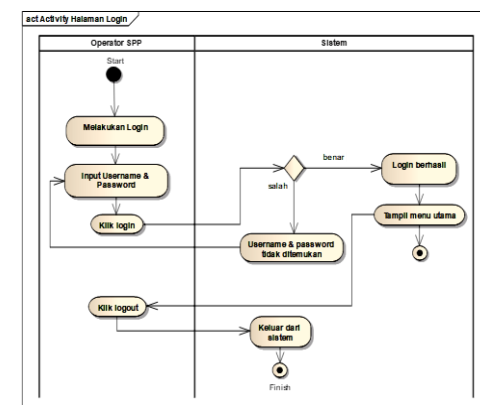 act Activity Halaman Login
Operator SPP
Sistem
Start
Melakukan Login
Input Username &
Password
Klik login
benar
salah
Login berhasil
Tampil menu utama
Username & password
tidak ditemukan
Klik logout
Keluar dari
sistem
Finish